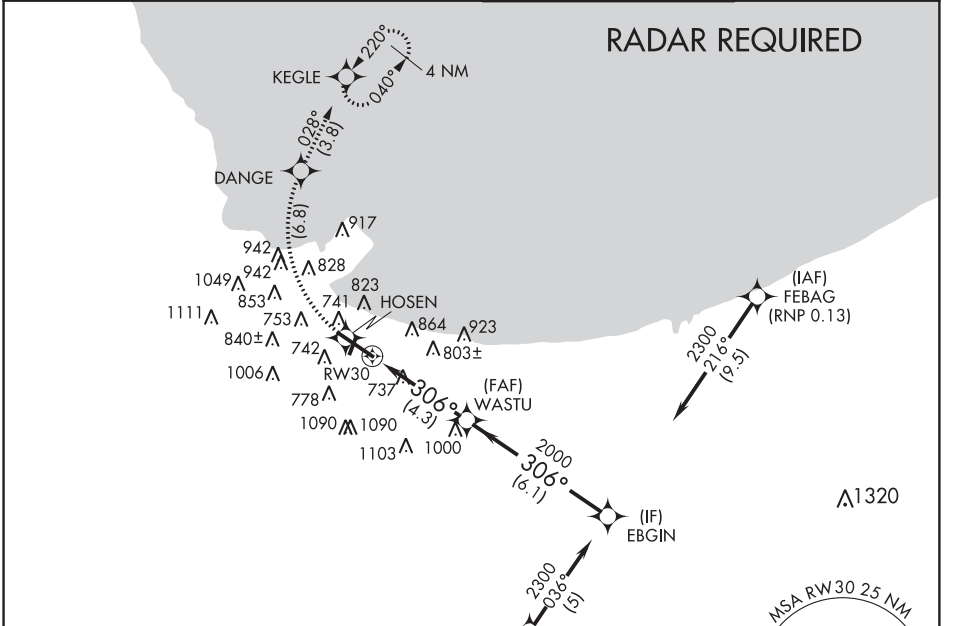 RADAR REQUIRED
220°
KEGLE
4 NM
040°
028°
(3.8)
DANGE
(6.8)
917
942
942
828
1049
853
823
HOSEN
(IAF)
FEBAG
(RNP 0.13)
1111
753
741
864
923
840±
803±
742
2300
216°
(9.5)
1006
RW30
737
306°
(4.3)
(FAF)
WASTU
778
1090
1090
1103
1000
2000
306°
(6.1)
1320
(IF)
EBGIN
2300
036°
(5)
MSA RW30 25 NM